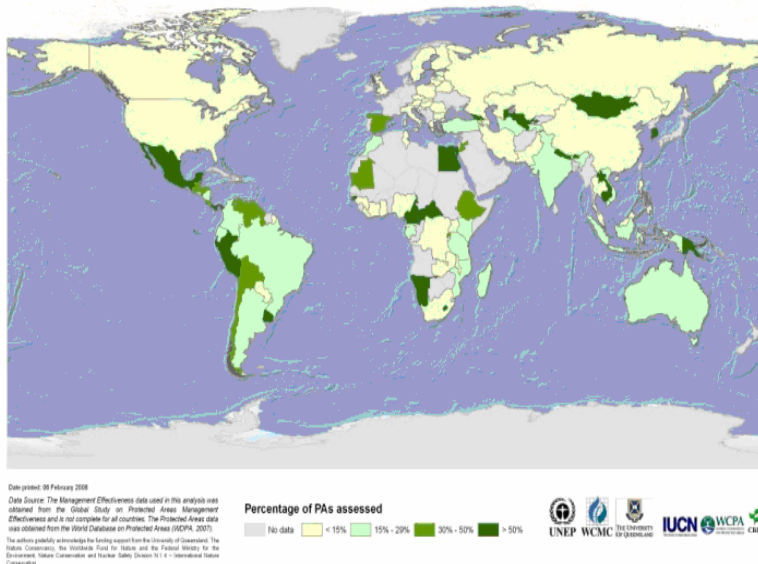 Date printed: 06 February 2008
Data Source: The Management Effectiveness data used in this analysis was
obtained from the Global Study on Protected Areas Management
Effectiveness and is not complete for all countries. The Protected Areas data
was obtained from the World Database on Protected Areas (WDPA, 2007).
The authors gratefully acknowledge the funding support from the University of Queensland, The
Nature Conservancy, the Worldwide Fund for Nature and the Federal Ministry for the
Environment, Nature Conservation and Nuclear Safety Division N I 4 – International Nature
Conservation
Percentage of PAs assessed
No data
< 15%
15% - 29%
30% - 50%
> 50%
UNEP
WCMC
THE UNIVERSITY
OF QUEENSLAND
IUCN
WCPA